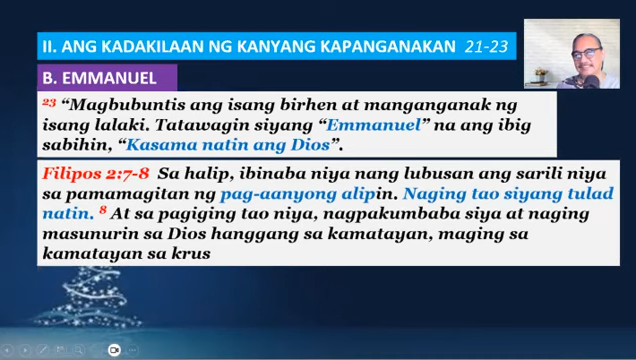 II. ANG KADAKILAAN NG KANYANG KAPANGANAKAN 21-23
B. EMMANUEL
23 “Magbubuntis ang isang birhen at manganganak ng
isang lalaki. Tatawagin siyang “Emmanuel” na ang ibig
sabihin, “Kasama natin ang Dios”.
Filipos 2:7-8 Sa halip, ibinaba niya nang lubusan ang sarili niya
sa pamamagitan ng pag-aanyong alipin. Naging tao siyang tulad
natin. 8 At sa pagiging tao niya, nagpakumbaba siya at naging
masunurin sa Dios hanggang sa kamatayan, maging sa
kamatayan sa krus